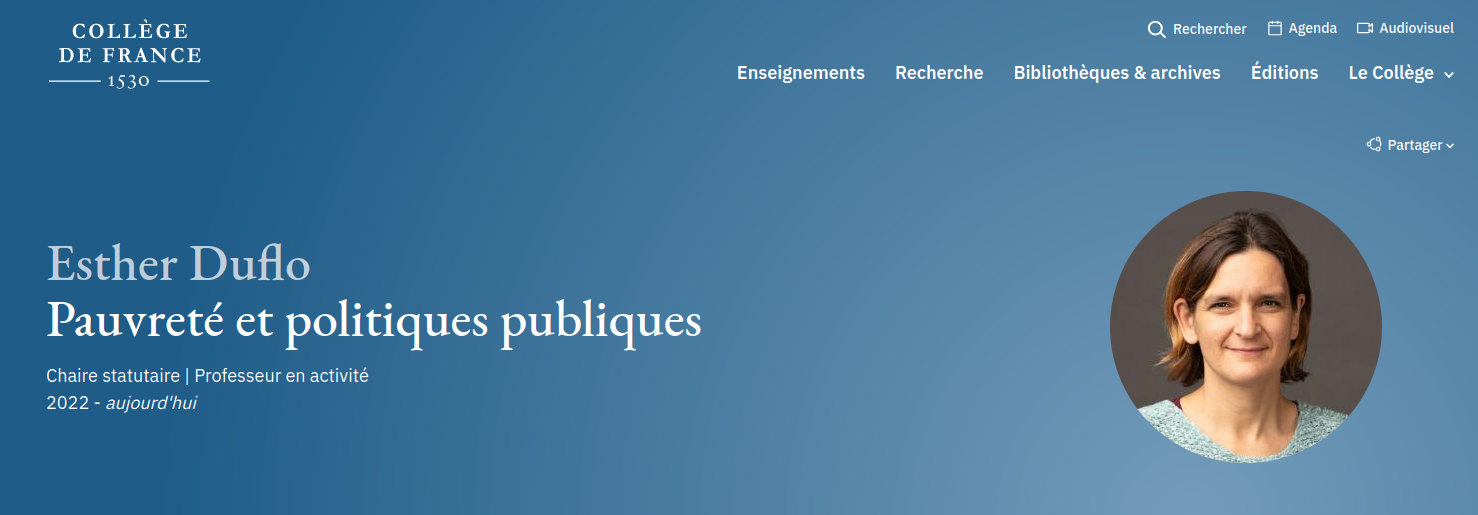 COLLÈGE
DE FRANCE
1530
Rechercher Agenda Audiovisuel
Enseignements Recherche Bibliothèques & archives Éditions Le Collège
Partager
Esther Duflo
Pauvreté et politiques publiques
Chaire statutaire | Professeur en activité
2022 - aujourd'hui